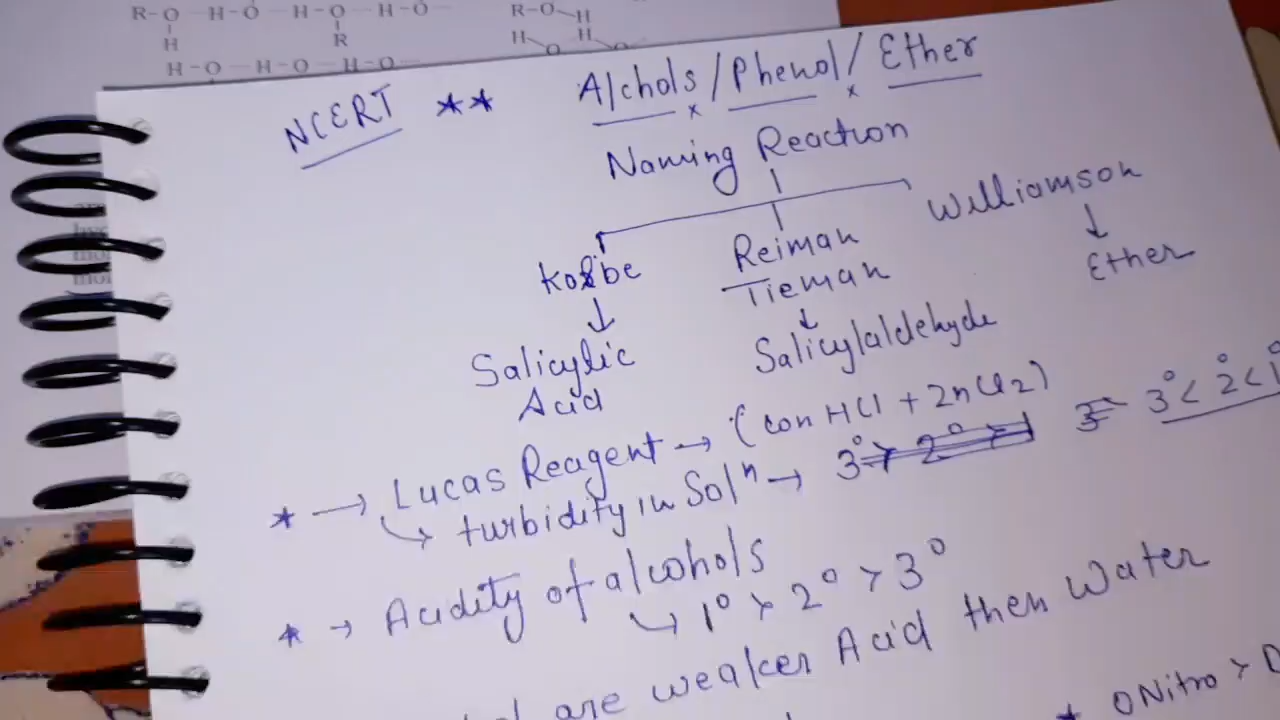 R-O H-O H-O H-O
H
R
H-O H-O H-O
R-O H
H H
O O
NCERT ** Alchols/Phenol/Ether
Naming Reaction
Kolbe
Reiman
Tieman
Williamson
↓
Ether
↓
Salicylic
Acid
↓
Salicylaldehyde
* → Lucas Reagent → (con HCl + ZnCl2)
↳ turbidity in Solⁿ → 3° > 2° > 1 3° < 2° < 1°
* → Acidity of alcohols
↳ 1° > 2° > 3°
are weaker Acid then Water
* ONitro >